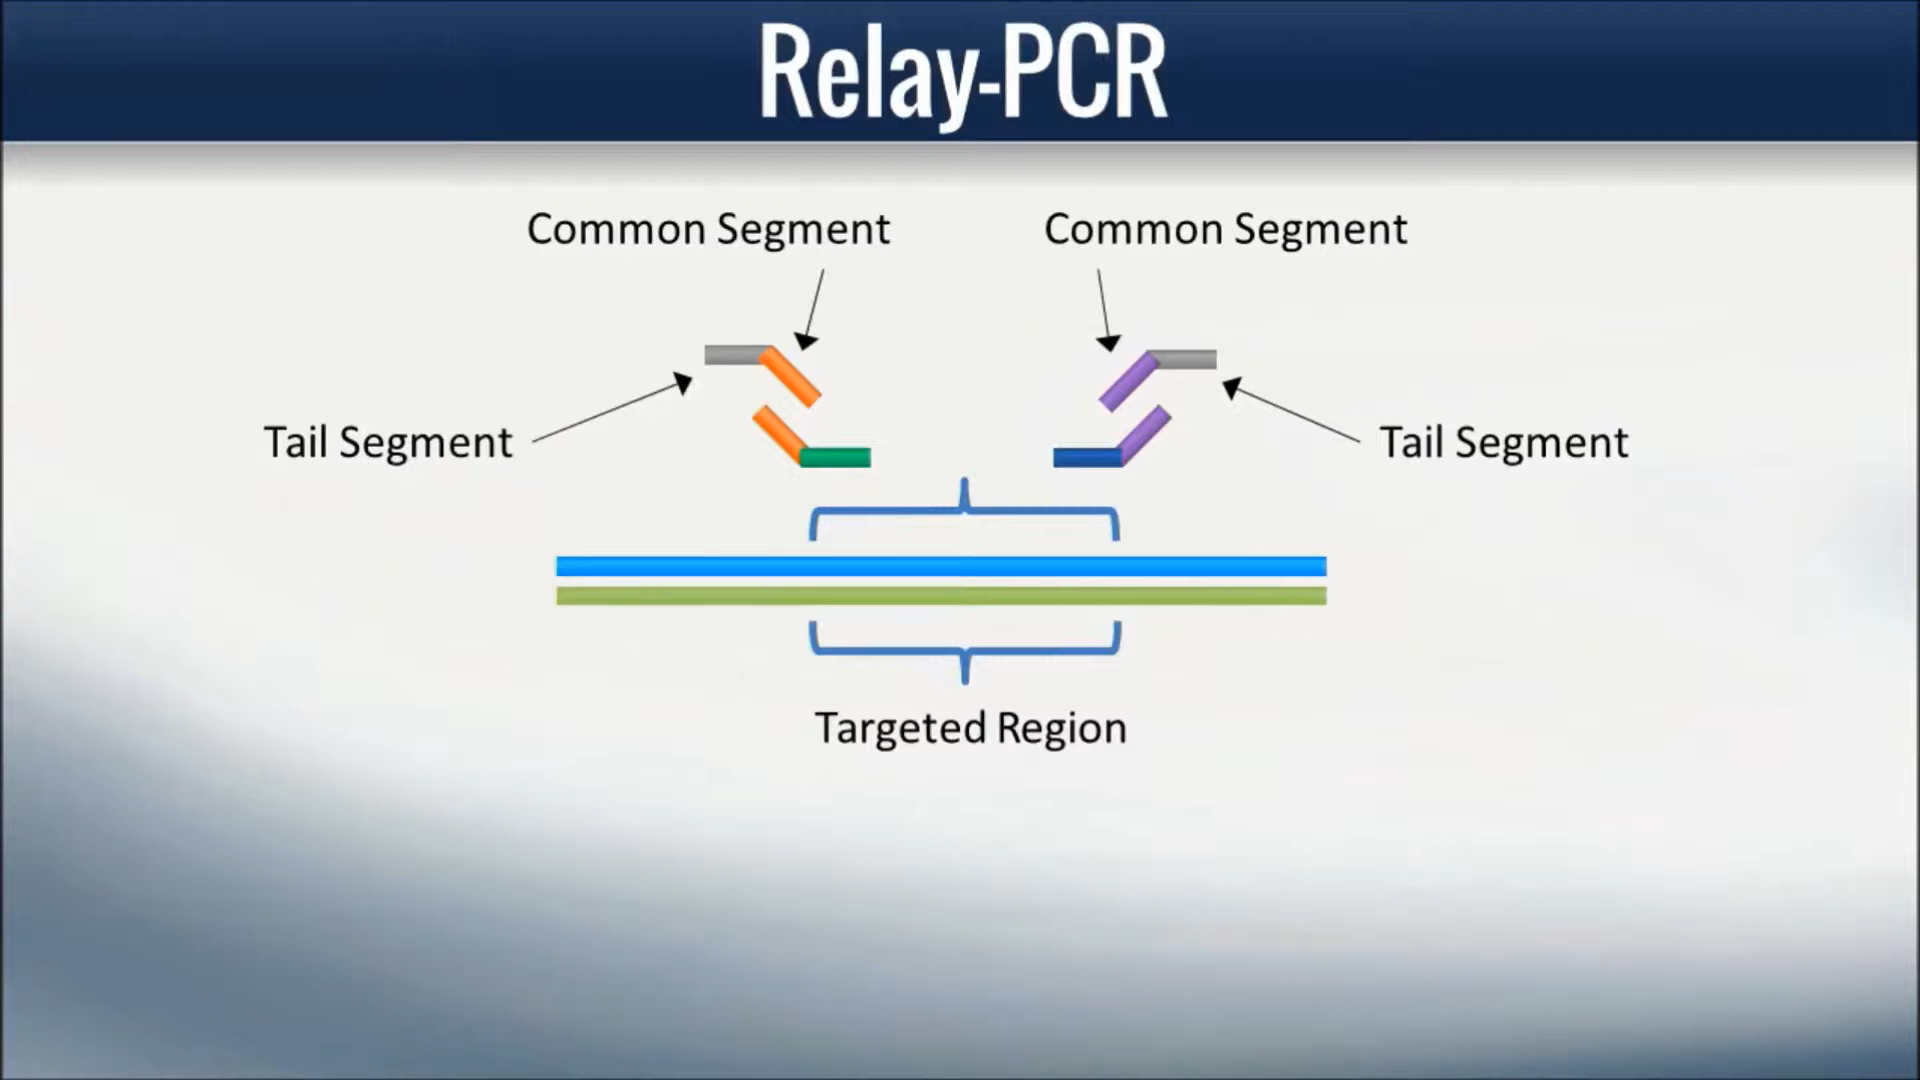 Relay-PCR
Common Segment
Common Segment
Tail Segment
Tail Segment
Targeted Region